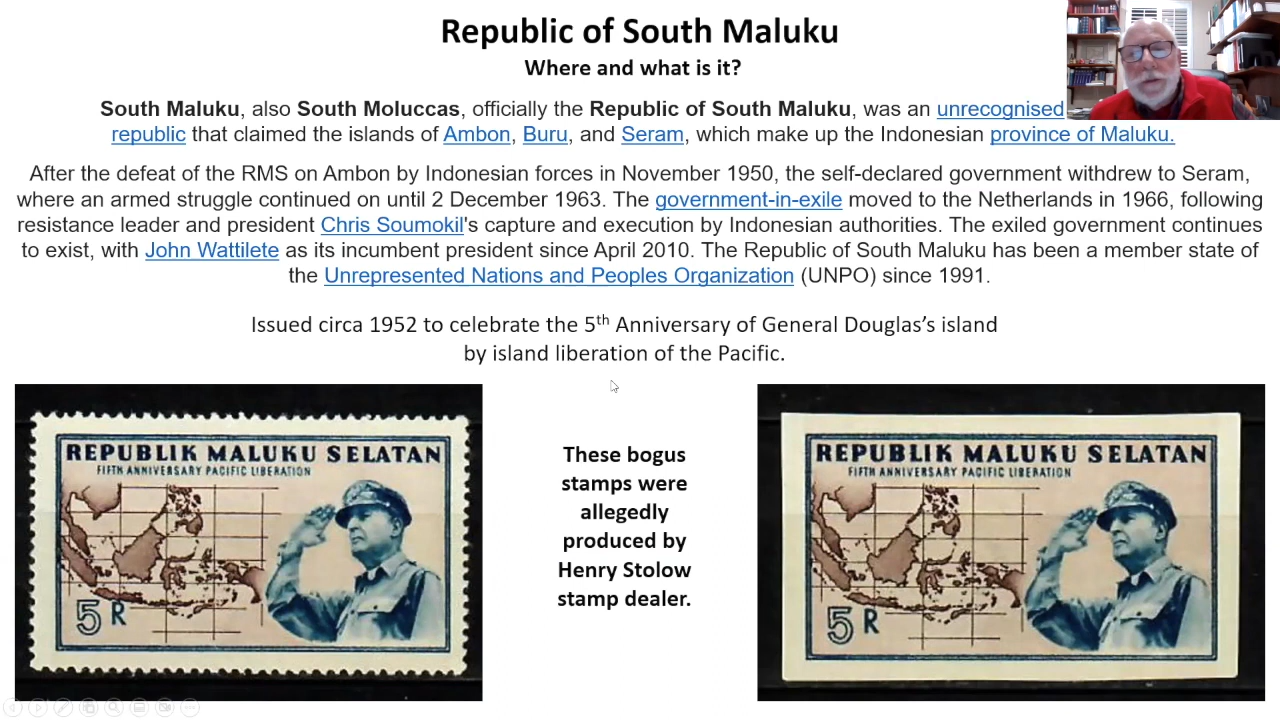 Republic of South Maluku
Where and what is it?
South Maluku, also South Moluccas, officially the Republic of South Maluku, was an unrecognised
republic that claimed the islands of Ambon, Buru, and Seram, which make up the Indonesian province of Maluku.
After the defeat of the RMS on Ambon by Indonesian forces in November 1950, the self-declared government withdrew to Seram,
where an armed struggle continued on until 2 December 1963. The government-in-exile moved to the Netherlands in 1966, following
resistance leader and president Chris Soumokil's capture and execution by Indonesian authorities. The exiled government continues
to exist, with John Wattilete as its incumbent president since April 2010. The Republic of South Maluku has been a member state of
the Unrepresented Nations and Peoples Organization (UNPO) since 1991.
Issued circa 1952 to celebrate the 5th Anniversary of General Douglas's island
by island liberation of the Pacific.
REPUBLIK MALUKU SELATAN
FIFTH ANNIVERSARY PACIFIC LIBERATION
5 R
These bogus
stamps were
allegedly
produced by
Henry Stolow
stamp dealer.
REPUBLIK MALUKU SELATAN
FIFTH ANNIVERSARY PACIFIC LIBERATION
5 R